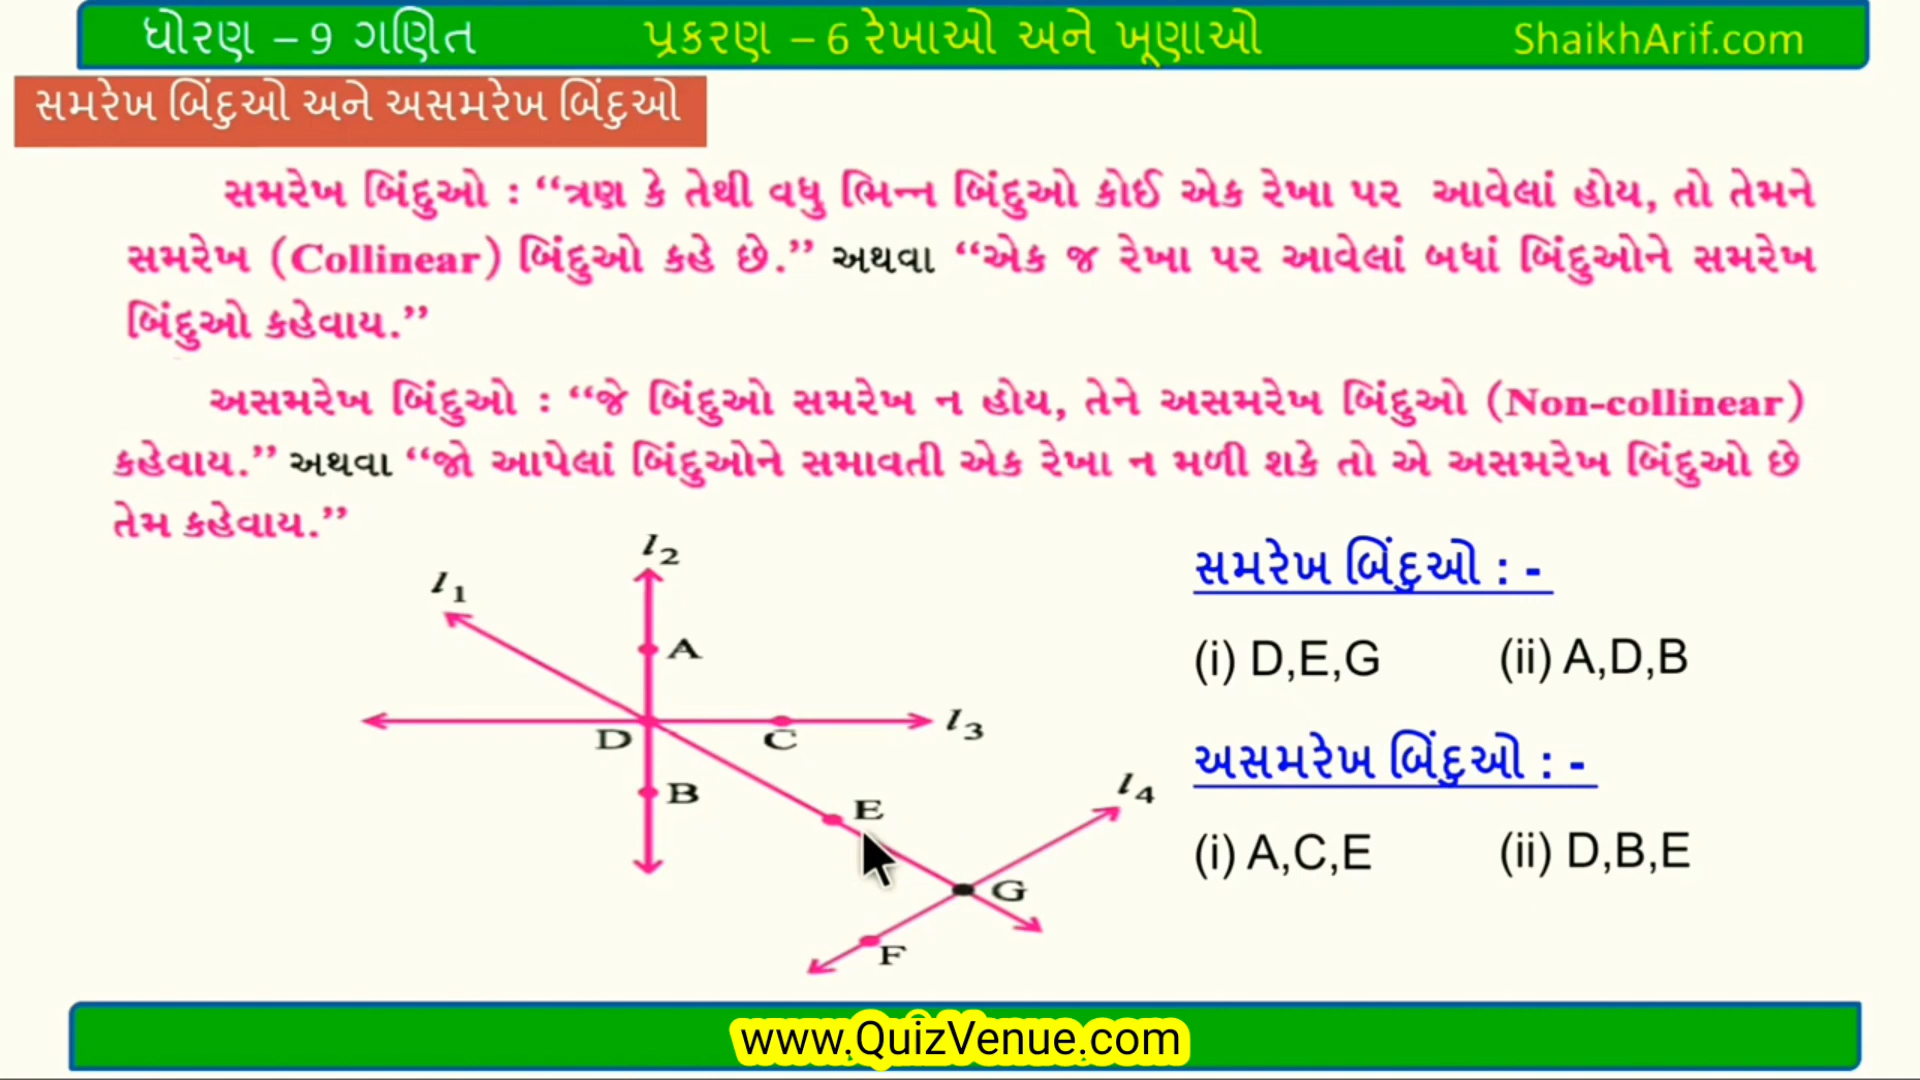 ધોરણ – 9 ગણિત
પ્રકરણ – 6 રેખાઓ અને ખૂણાઓ
ShaikhArif.com
સમરેખ બિંદુઓ અને અસમરેખ બિંદુઓ
સમરેખ બિંદુઓ : ‘‘ત્રણ કે તેથી વધુ ભિન્ન બિંદુઓ કોઈ એક રેખા પર આવેલાં હોય, તો તેમને
સમરેખ (Collinear) બિંદુઓ કહે છે.’’ અથવા ‘‘એક જ રેખા પર આવેલાં બધાં બિંદુઓને સમરેખ
બિંદુઓ કહેવાય.’’
અસમરેખ બિંદુઓ : ‘‘જે બિંદુઓ સમરેખ ન હોય, તેને અસમરેખ બિંદુઓ (Non-collinear)
કહેવાય.’’ અથવા ‘‘જો આપેલાં બિંદુઓને સમાવતી એક રેખા ન મળી શકે તો એ અસમરેખ બિંદુઓ છે
તેમ કહેવાય.’’
l2
l1
A
D
C
l3
B
E
l4
G
F
સમરેખ બિંદુઓ : -
(i) D,E,G (ii) A,D,B
અસમરેખ બિંદુઓ : -
(i) A,C,E (ii) D,B,E
www.QuizVenue.com